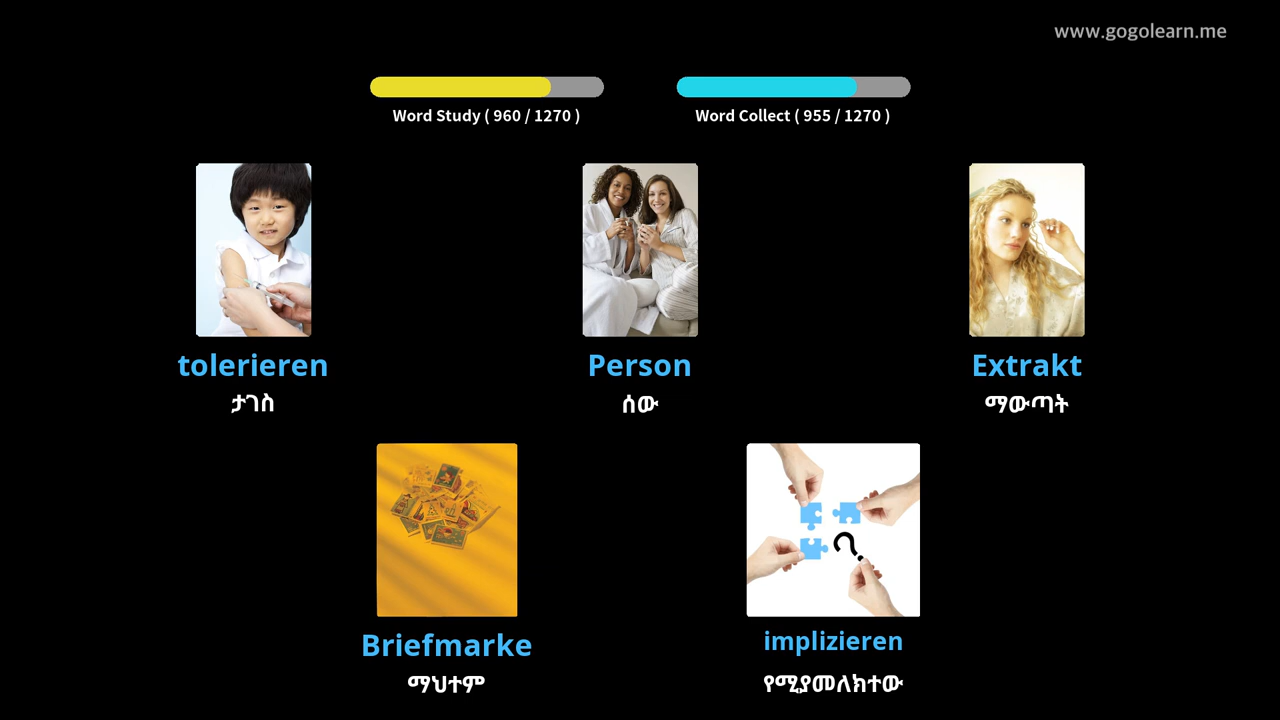 www.gogolearn.me
Word Study ( 960 / 1270 )
Word Collect ( 955 / 1270 )
tolerieren
ታገስ
Person
ሰው
Extrakt
ማውጣት
Briefmarke
ማህተም
implizieren
የሚያመለክተው